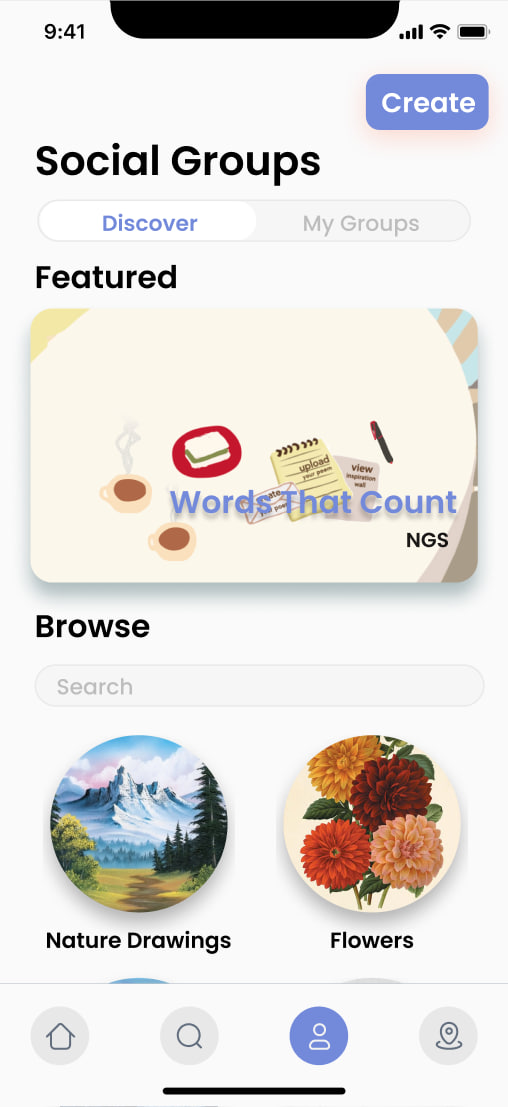 9:41
Create
Social Groups
Discover
My Groups
Featured
upload
your poem
view
inspiration
wall
Words That Count
NGS
Browse
Search
Nature Drawings
Flowers